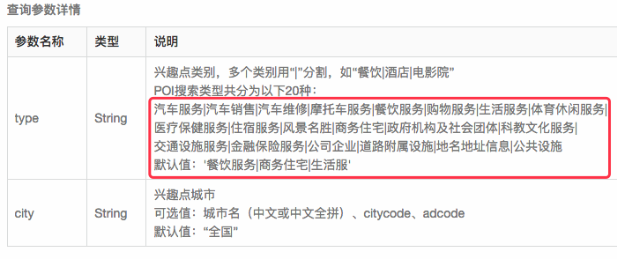 查询参数详情
参数名称 类型 说明
兴趣点类别，多个类别用"|"分割，如"餐饮|酒店|电影院"
POI搜索类型共分为以下20种：
汽车服务|汽车销售|汽车维修|摩托车服务|餐饮服务|购物服务|生活服务|体育休闲服务|
type String 医疗保健服务|住宿服务|风景名胜|商务住宅|政府机构及社会团体|科教文化服务|
交通设施服务|金融保险服务|公司企业|道路附属设施|地名地址信息|公共设施
默认值：'餐饮服务|商务住宅|生活服'
兴趣点城市
city String 可选值：城市名（中文或中文全拼）、citycode、adcode
默认值："全国"